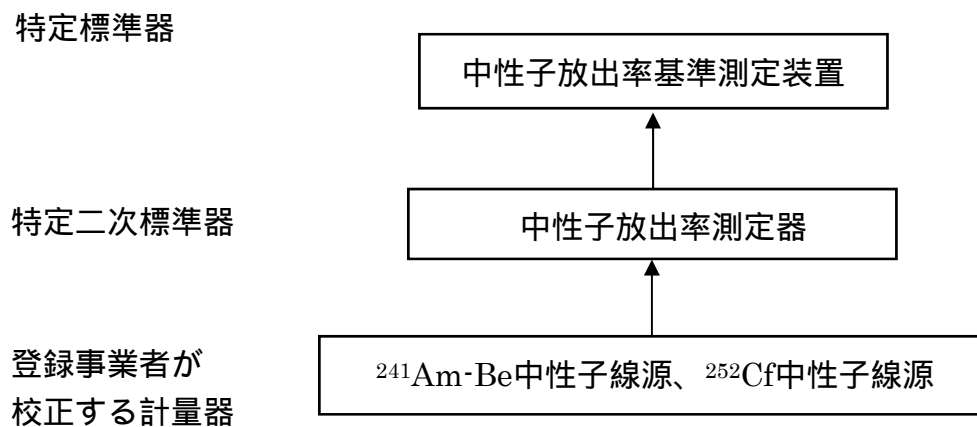 特定標準器
中性子放出率基準測定装置
特定二次標準器
中性子放出率測定器
登録事業者が
校正する計量器
²⁴¹Am-Be中性子線源、²⁵²Cf中性子線源